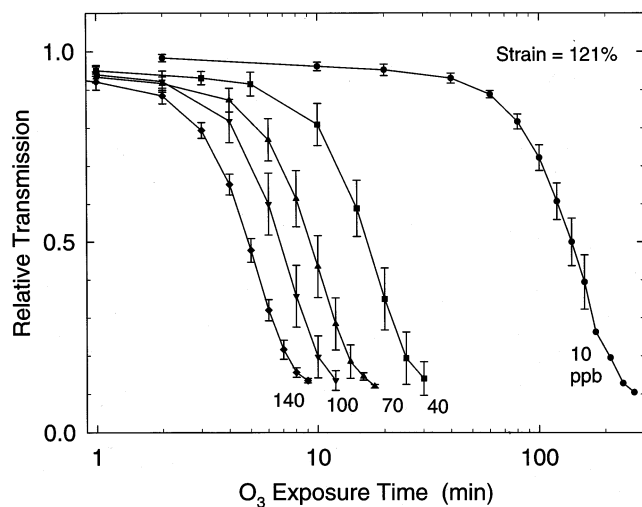 Strain = 121%
Relative Transmission
1.0
0.5
0.0
10
ppb
140
100
70
40
1
10
100
O₃ Exposure Time (min)